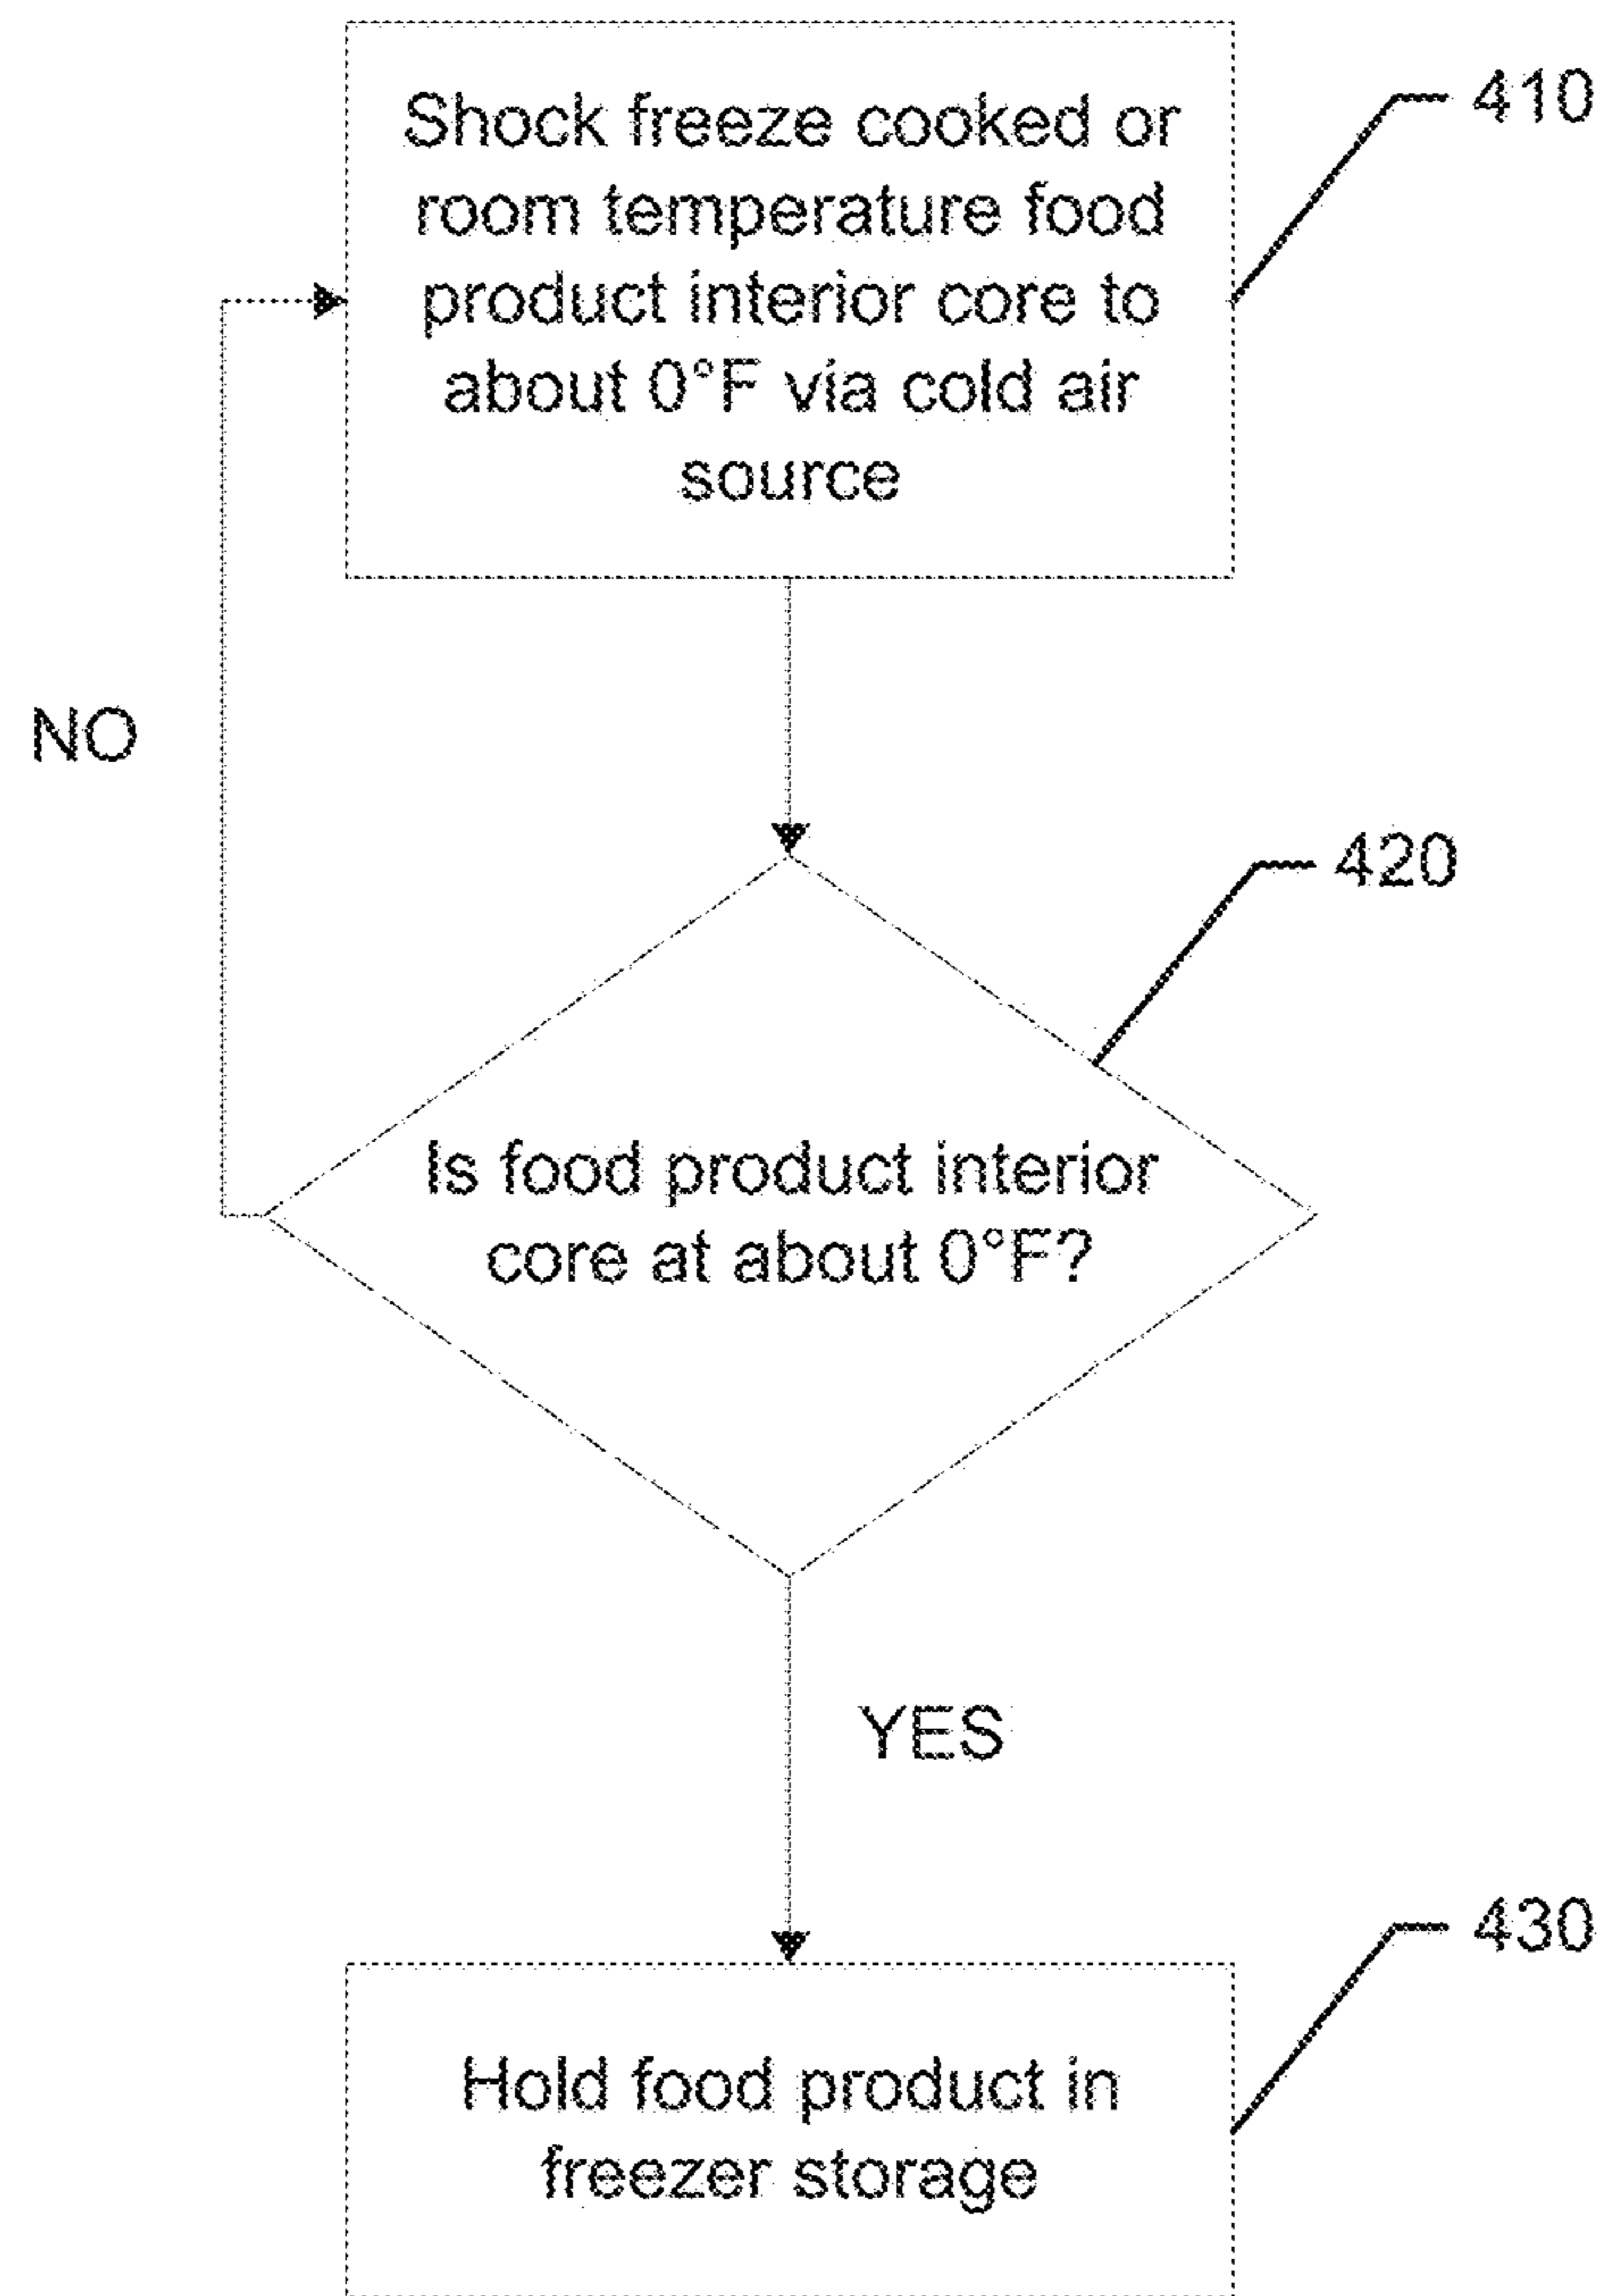 Shock freeze cooked or
410
room temperature food
product interior core to
about 0°F via cold air
source
NO
420
Is food product interior
core at about 0°F?
YES
430
Hold food product in
freezer storage